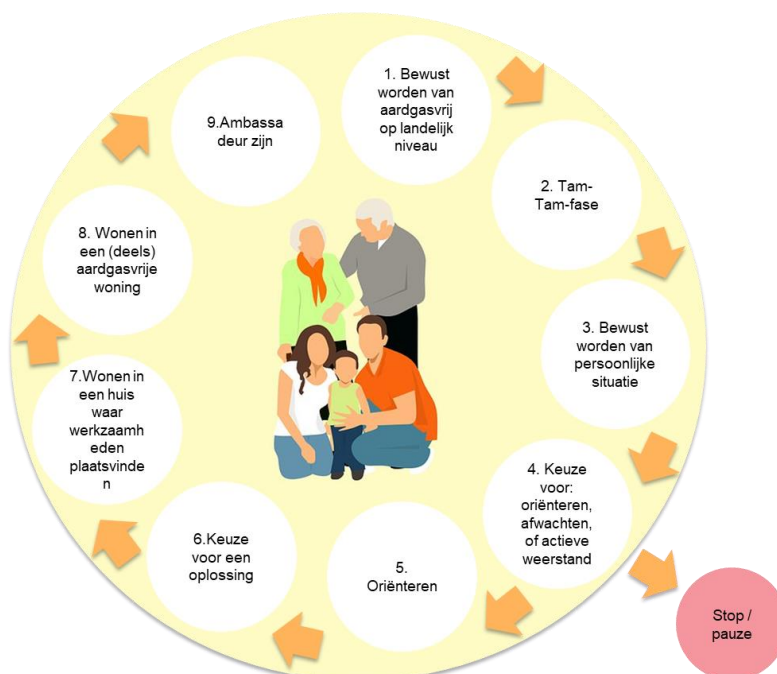 1. Bewust
worden van
aardgasvrij
op landelijk
niveau
2. Tam-
Tam-fase
3. Bewust
worden van
persoonlijke
situatie
4. Keuze
voor:
oriënteren,
afwachten,
of actieve
weerstand
Stop /
pauze
5.
Oriënteren
6.Keuze
voor een
oplossing
7.Wonen in
een huis
waar
werkzaamh
eden
plaatsvinde
n
8. Wonen in
een (deels)
aardgasvrije
woning
9.Ambassa
deur zijn